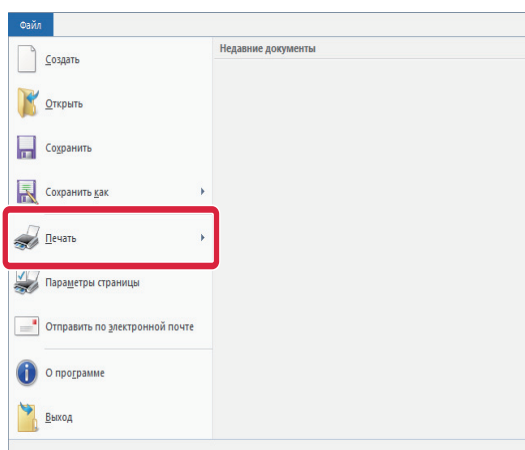 Файл
Недавние документы
Создать
Открыть
Сохранить
Сохранить как
Печать
Параметры страницы
Отправить по электронной почте
О программе
Выход